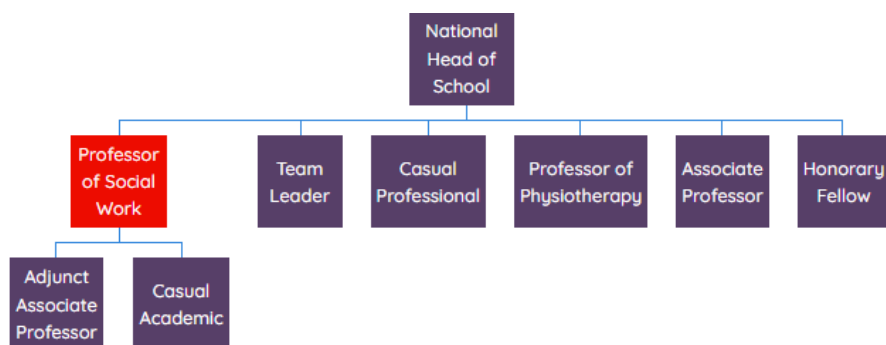 National
Head of
School
Professor
of Social
Work
Team
Leader
Casual
Professional
Professor of
Physiotherapy
Associate
Professor
Honorary
Fellow
Adjunct
Associate
Professor
Casual
Academic